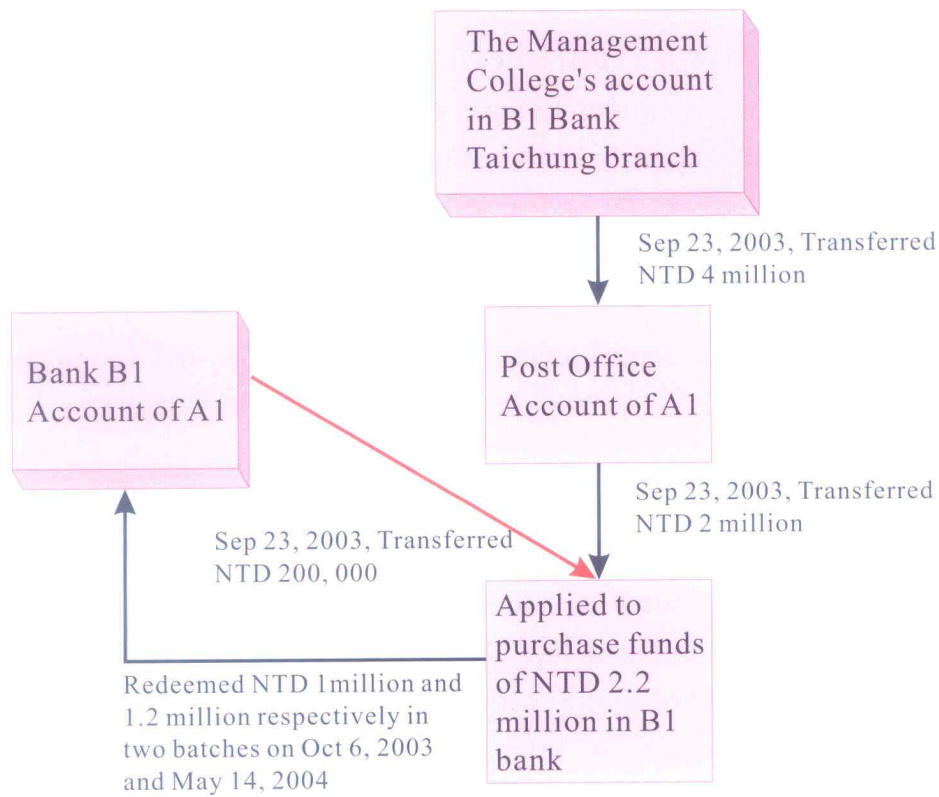 The Management
College's account
in B1 Bank
Taichung branch
Sep 23, 2003, Transferred
NTD 4 million
Bank B1
Account of A1
Post Office
Account of A1
Sep 23, 2003, Transferred
NTD 2 million
Sep 23, 2003, Transferred
NTD 200, 000
Applied to
purchase funds
of NTD 2.2
million in B1
bank
Redeemed NTD 1million and
1.2 million respectively in
two batches on Oct 6, 2003
and May 14, 2004